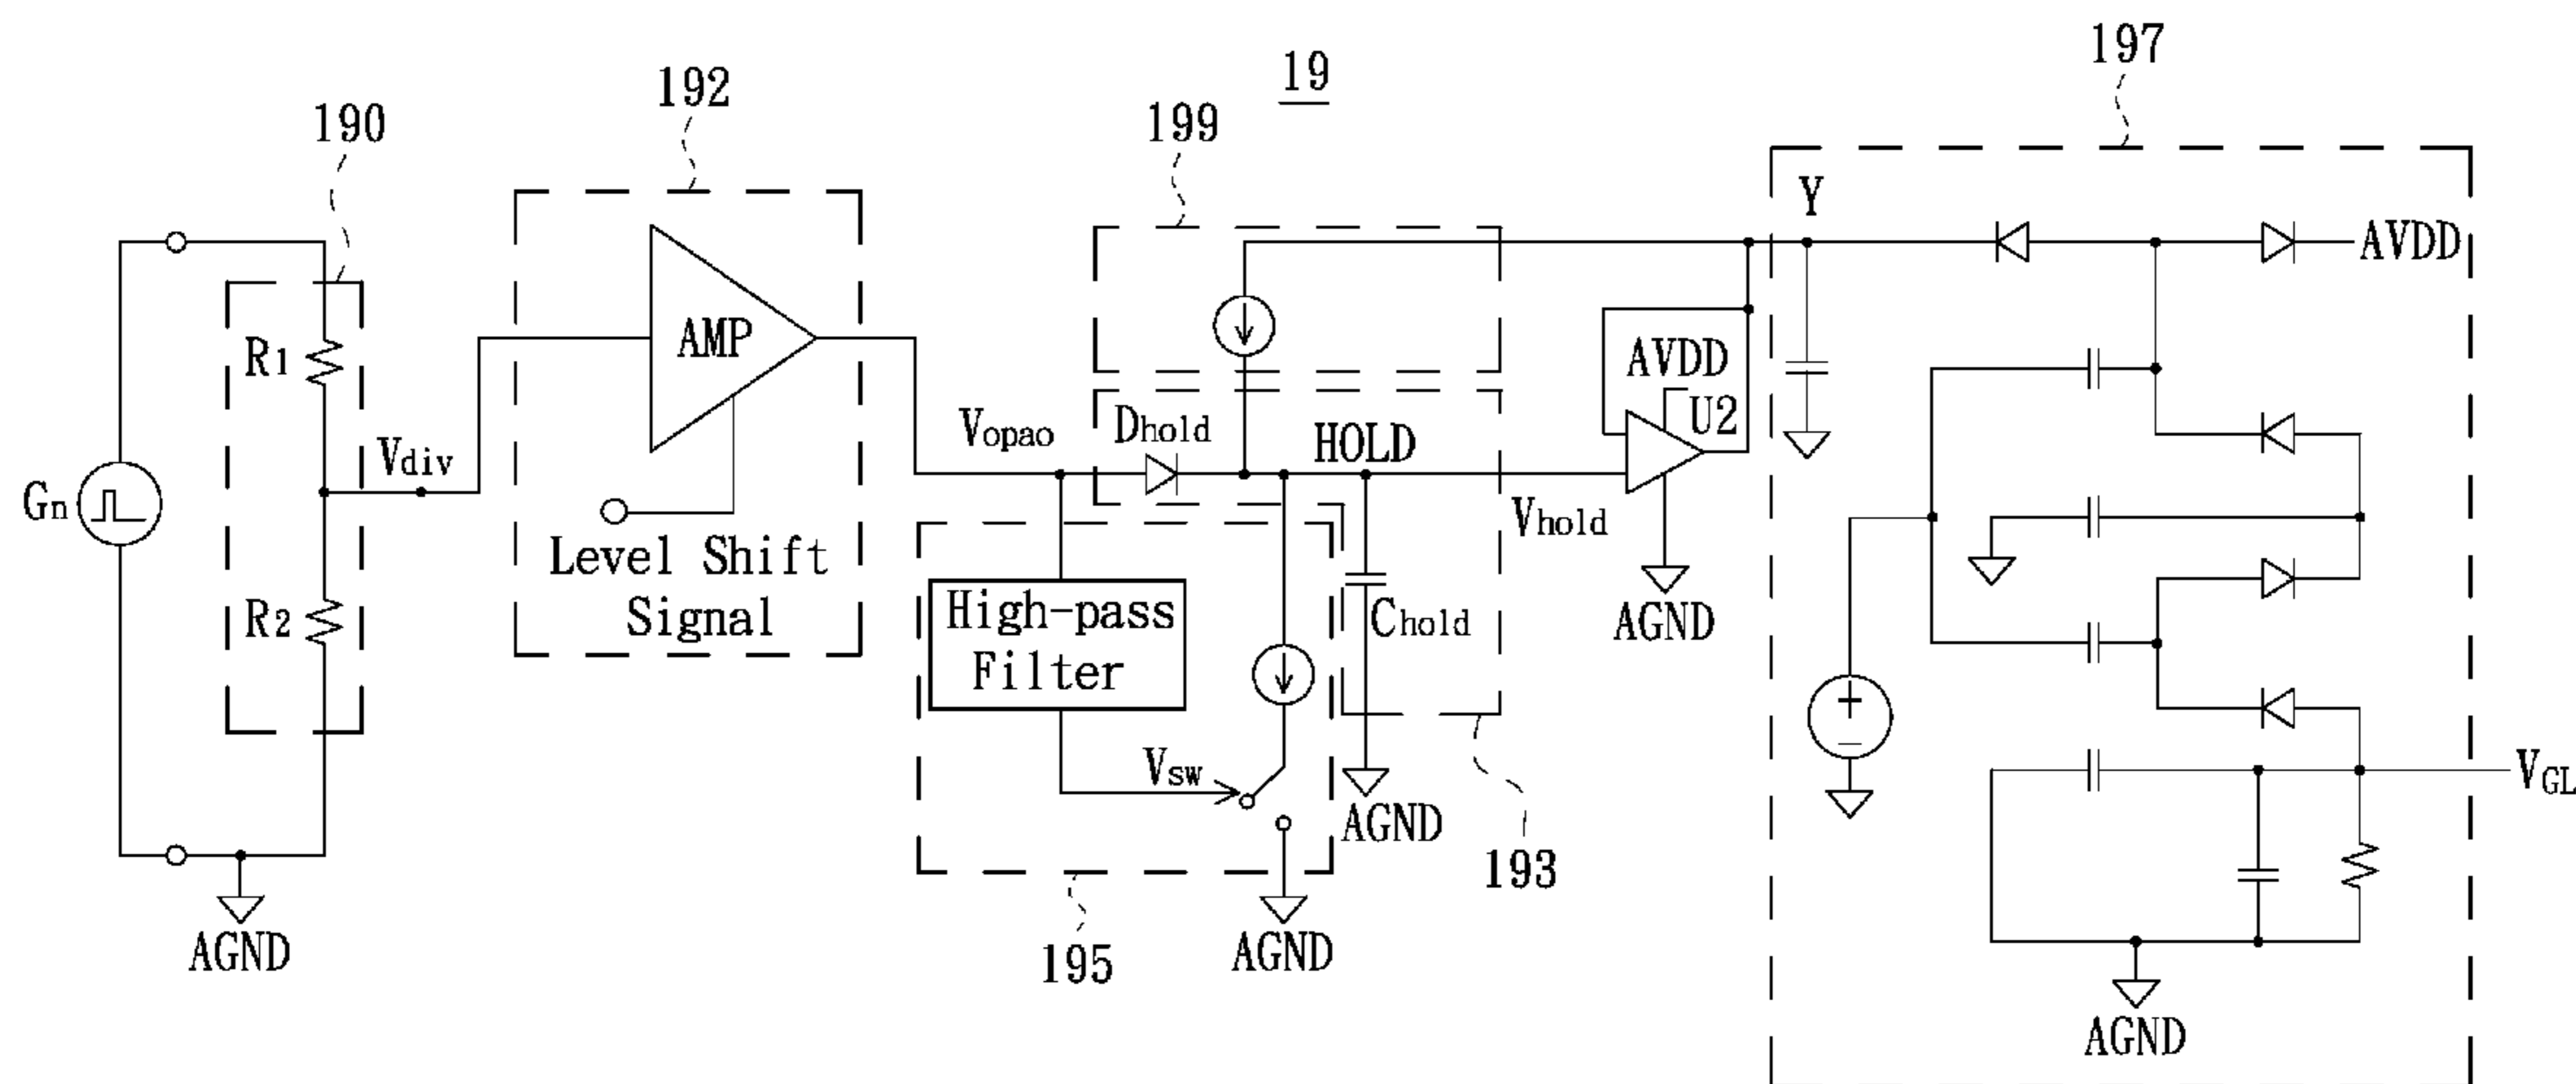 19
197
192
199
190
Y
AVDD
R1
AMP
AVDD
U2
Vopao
Dhold
HOLD
Vdiv
Gn
Vhold
Level Shift
Signal
High-pass
Filter
Chold
R2
AGND
Vsw
VGL
AGND
193
AGND
195
AGND
AGND